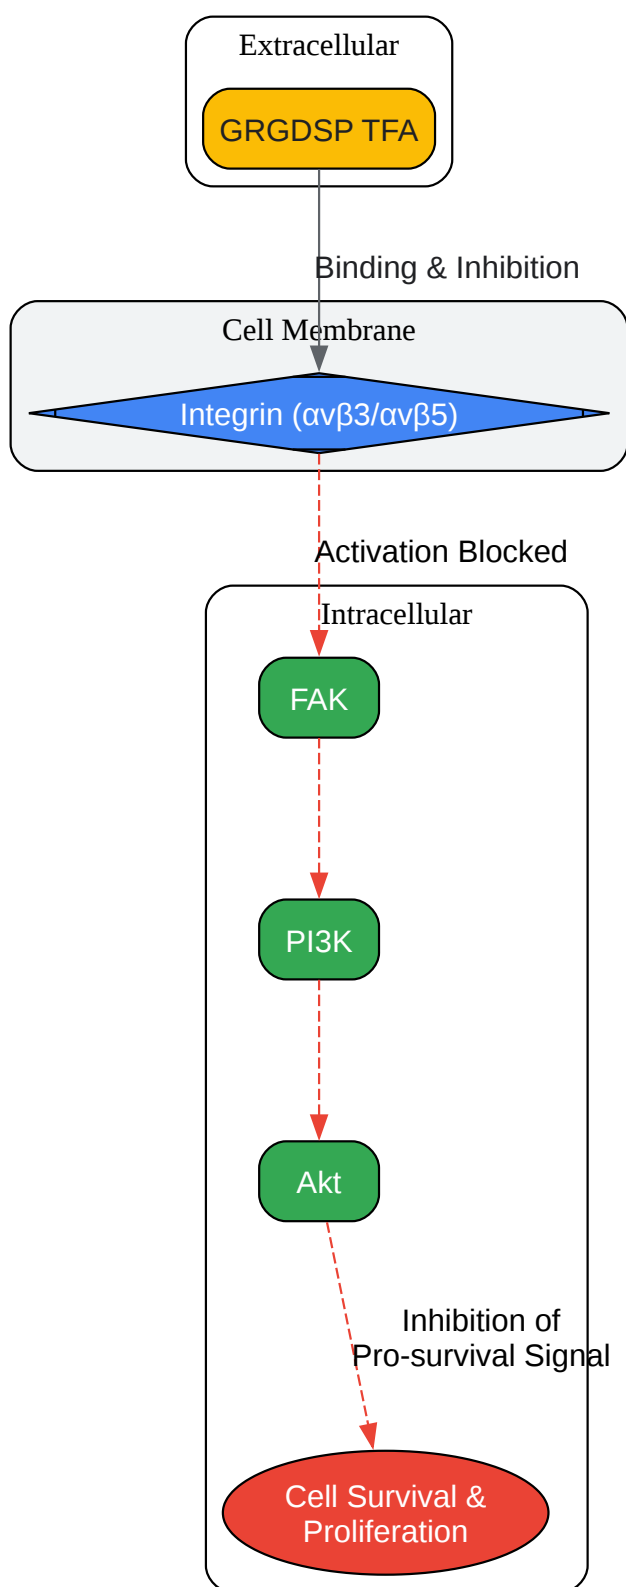 Extracellular
GRGDSP TFA
Binding & Inhibition
Cell Membrane
Integrin (αvβ3/αvβ5)
Activation Blocked
Intracellular
FAK
PI3K
Akt
Inhibition of
Pro-survival Signal
Cell Survival &
Proliferation